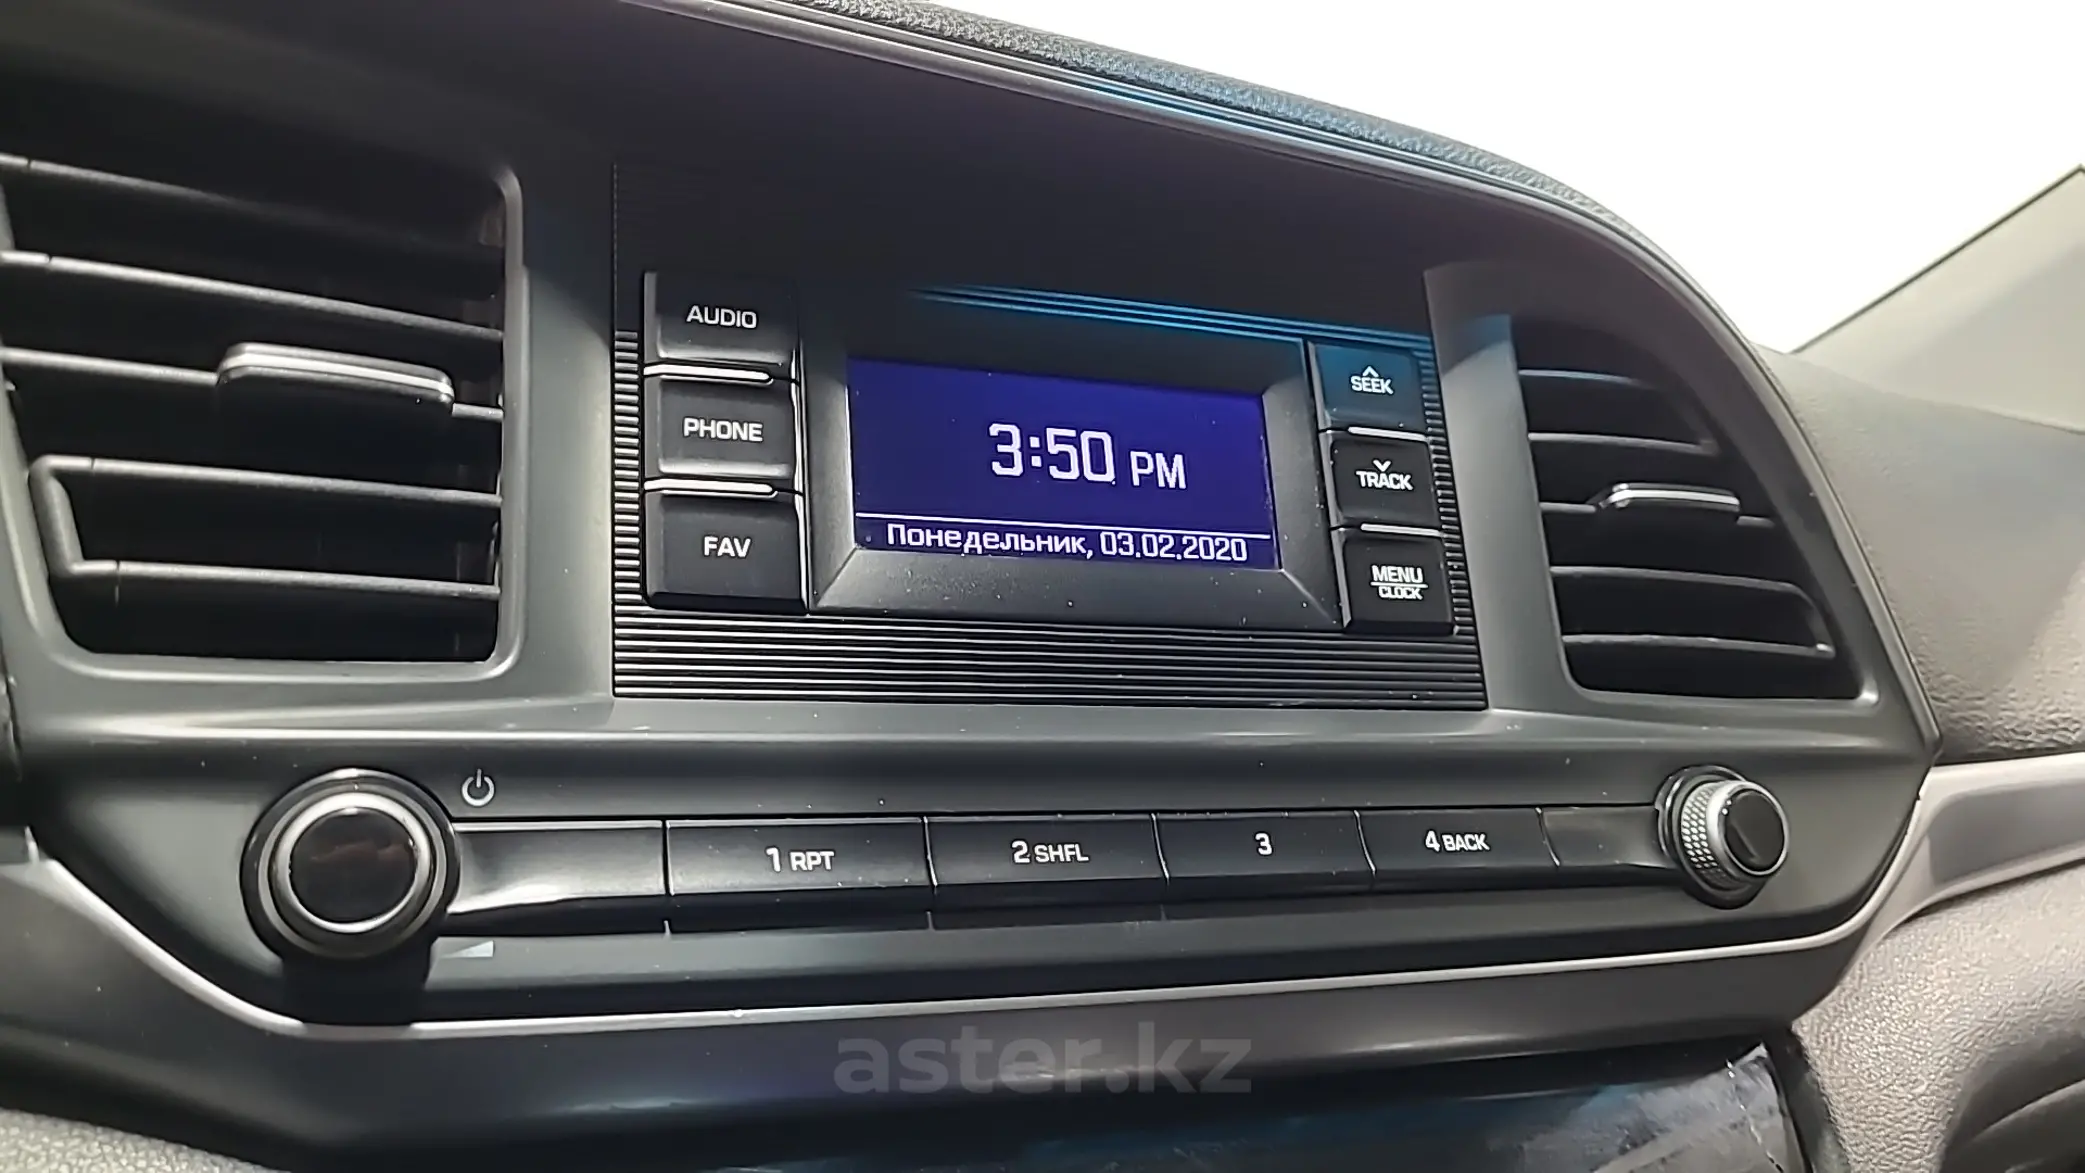 AUDIO
PHONE
FAV
3:50 PM
Понедельник, 03.02.2020
SEEK
TRACK
MENU
CLOCK
1 RPT
2 SHFL
3
4 BACK
aster.kz